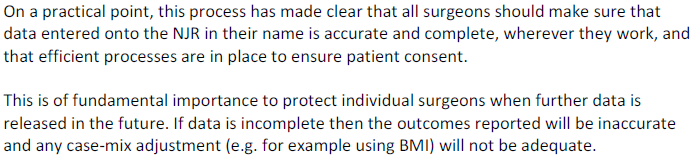 On a practical point, this process has made clear that all surgeons should make sure that
data entered onto the NJR in their name is accurate and complete, wherever they work, and
that efficient processes are in place to ensure patient consent.
This is of fundamental importance to protect individual surgeons when further data is
released in the future. If data is incomplete then the outcomes reported will be inaccurate
and any case-mix adjustment (e.g. for example using BMI) will not be adequate.